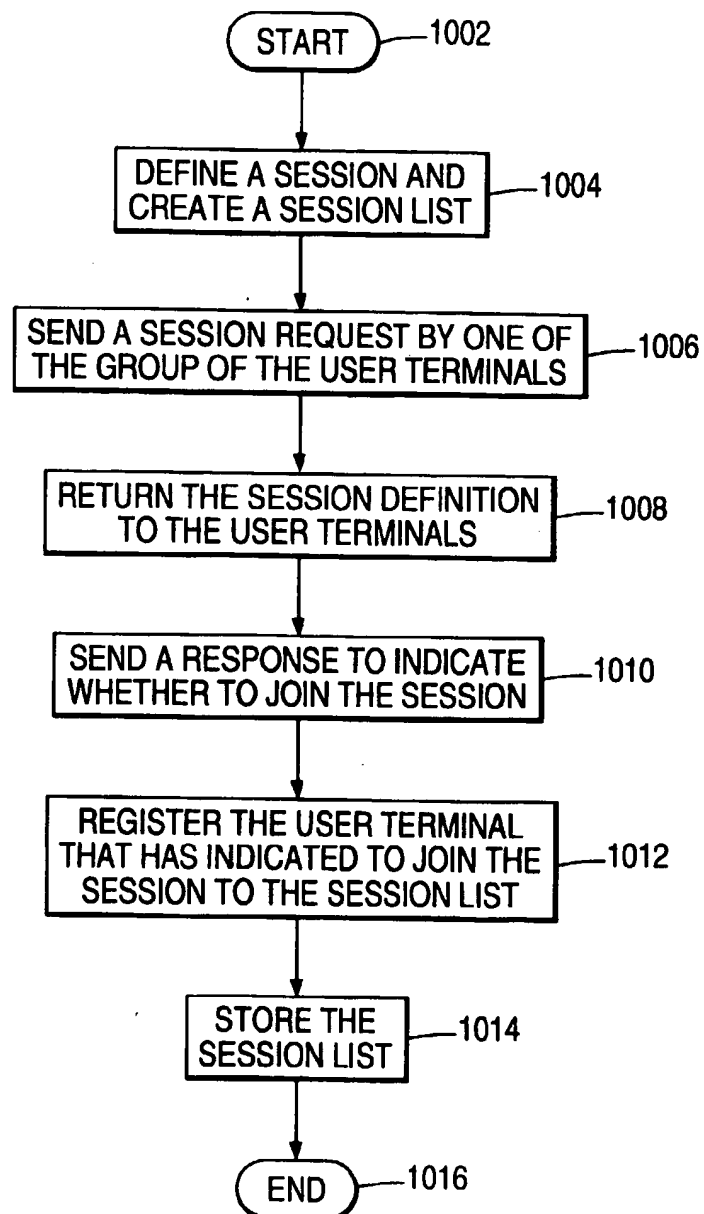 START
1002
DEFINE A SESSION AND
CREATE A SESSION LIST
1004
SEND A SESSION REQUEST BY ONE OF
THE GROUP OF THE USER TERMINALS
1006
RETURN THE SESSION DEFINITION
TO THE USER TERMINALS
1008
SEND A RESPONSE TO INDICATE
WHETHER TO JOIN THE SESSION
1010
REGISTER THE USER TERMINAL
THAT HAS INDICATED TO JOIN THE
SESSION TO THE SESSION LIST
1012
STORE THE
SESSION LIST
1014
END
1016